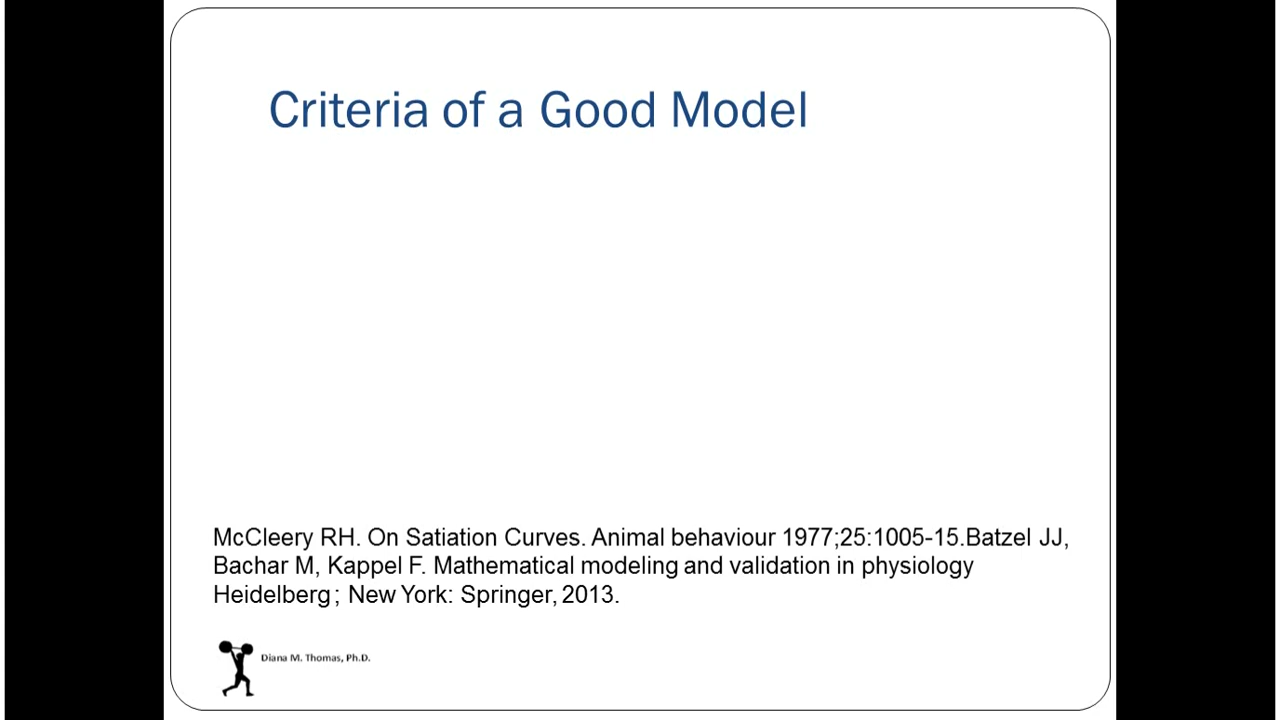 Criteria of a Good Model
McCleery RH. On Satiation Curves. Animal behaviour 1977;25:1005-15.Batzel JJ,
Bachar M, Kappel F. Mathematical modeling and validation in physiology
Heidelberg ; New York: Springer, 2013.
Diana M. Thomas, Ph.D.